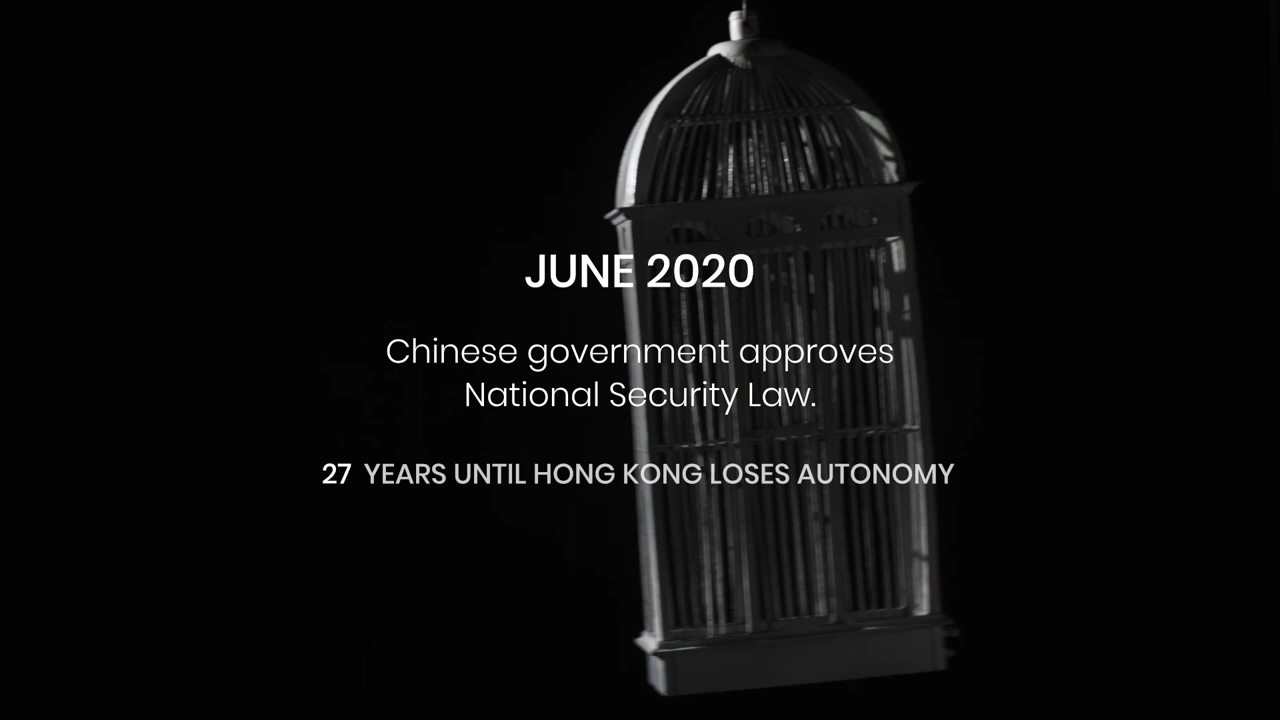 JUNE 2020
Chinese government approves
National Security Law.
27 YEARS UNTIL HONG KONG LOSES AUTONOMY